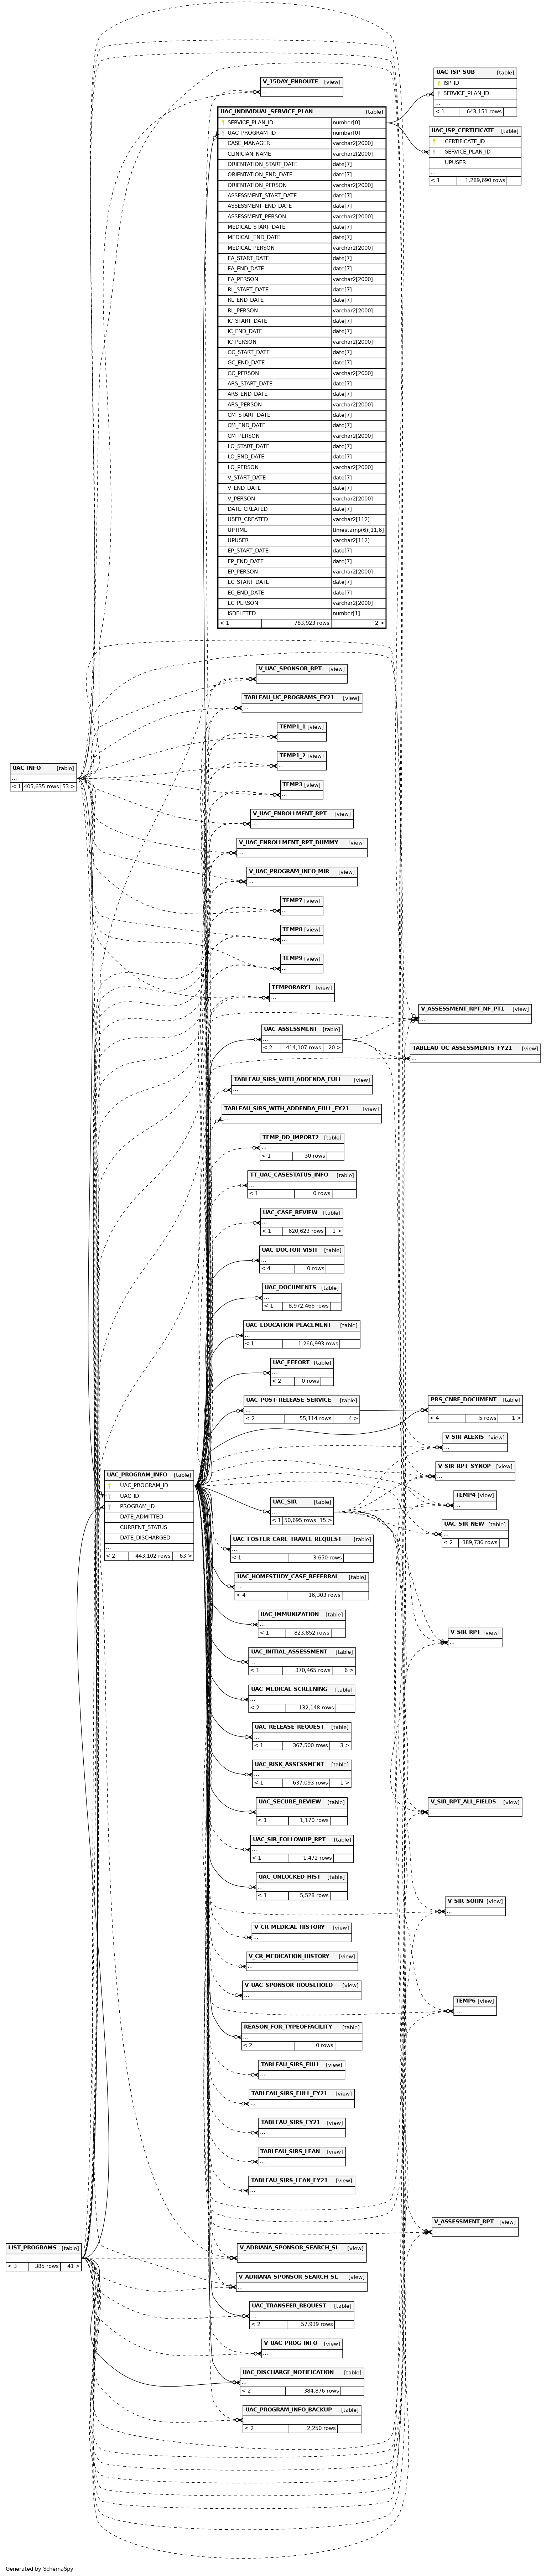 V_15DAY_ENROUTE [view]
...
UAC_ISP_SUB [table]
ISP_ID
SERVICE_PLAN_ID
...
< 1 643,151 rows
UAC_INDIVIDUAL_SERVICE_PLAN [table]
SERVICE_PLAN_ID number[0]
UAC_PROGRAM_ID number[0]
CASE_MANAGER varchar2[2000]
CLINICIAN_NAME varchar2[2000]
ORIENTATION_START_DATE date[7]
ORIENTATION_END_DATE date[7]
ORIENTATION_PERSON varchar2[2000]
ASSESSMENT_START_DATE date[7]
ASSESSMENT_END_DATE date[7]
ASSESSMENT_PERSON varchar2[2000]
MEDICAL_START_DATE date[7]
MEDICAL_END_DATE date[7]
MEDICAL_PERSON varchar2[2000]
EA_START_DATE date[7]
EA_END_DATE date[7]
EA_PERSON varchar2[2000]
RL_START_DATE date[7]
RL_END_DATE date[7]
RL_PERSON varchar2[2000]
IC_START_DATE date[7]
IC_END_DATE date[7]
IC_PERSON varchar2[2000]
GC_START_DATE date[7]
GC_END_DATE date[7]
GC_PERSON varchar2[2000]
ARS_START_DATE date[7]
ARS_END_DATE date[7]
ARS_PERSON varchar2[2000]
CM_START_DATE date[7]
CM_END_DATE date[7]
CM_PERSON varchar2[2000]
LO_START_DATE date[7]
LO_END_DATE date[7]
LO_PERSON varchar2[2000]
V_START_DATE date[7]
V_END_DATE date[7]
V_PERSON varchar2[2000]
DATE_CREATED date[7]
USER_CREATED varchar2[112]
UPTIME timestamp(6)[11,6]
UPUSER varchar2[112]
EP_START_DATE date[7]
EP_END_DATE date[7]
EP_PERSON varchar2[2000]
EC_START_DATE date[7]
EC_END_DATE date[7]
EC_PERSON varchar2[2000]
ISDELETED number[1]
< 1 783,923 rows 2 >
UAC_ISP_CERTIFICATE [table]
CERTIFICATE_ID
SERVICE_PLAN_ID
UPUSER
...
< 1 1,289,690 rows
V_UAC_SPONSOR_RPT [view]
...
TABLEAU_UC_PROGRAMS_FY21 [view]
...
TEMP1_1 [view]
...
TEMP1_2 [view]
...
UAC_INFO [table]
...
< 1 405,635 rows 53 >
TEMP3 [view]
...
V_UAC_ENROLLMENT_RPT [view]
...
V_UAC_ENROLLMENT_RPT_DUMMY [view]
...
V_UAC_PROGRAM_INFO_MIR [view]
...
TEMP7 [view]
...
TEMP8 [view]
...
TEMP9 [view]
...
TEMPORARY1 [view]
...
V_ASSESSMENT_RPT_NF_PT1 [view]
...
UAC_ASSESSMENT [table]
...
< 2 414,107 rows 20 >
TABLEAU_UC_ASSESSMENTS_FY21 [view]
...
TABLEAU_SIRS_WITH_ADDENDA_FULL [view]
...
TABLEAU_SIRS_WITH_ADDENDA_FULL_FY21 [view]
...
TEMP_DD_IMPORT2 [table]
...
< 1 30 rows
TT_UAC_CASESTATUS_INFO [table]
...
< 1 0 rows
UAC_CASE_REVIEW [table]
...
< 1 620,623 rows 1 >
UAC_DOCTOR_VISIT [table]
...
< 4 0 rows
UAC_DOCUMENTS [table]
...
< 1 8,972,466 rows
UAC_EDUCATION_PLACEMENT [table]
...
< 1 1,266,993 rows
UAC_EFFORT [table]
...
< 2 0 rows
UAC_POST_RELEASE_SERVICE [table]
...
< 2 55,114 rows 4 >
PRS_CNRE_DOCUMENT [table]
...
< 4 5 rows 1 >
V_SIR_ALEXIS [view]
...
V_SIR_RPT_SYNOP [view]
...
UAC_PROGRAM_INFO [table]
UAC_PROGRAM_ID
UAC_ID
PROGRAM_ID
DATE_ADMITTED
CURRENT_STATUS
DATE_DISCHARGED
...
< 2 443,102 rows 63 >
TEMP4 [view]
...
UAC_SIR [table]
...
< 1 50,695 rows 15 >
UAC_SIR_NEW [table]
...
< 2 389,736 rows
UAC_FOSTER_CARE_TRAVEL_REQUEST [table]
...
< 1 3,650 rows
UAC_HOMESTUDY_CASE_REFERRAL [table]
...
< 4 16,303 rows
UAC_IMMUNIZATION [table]
...
< 1 823,852 rows
V_SIR_RPT [view]
...
UAC_INITIAL_ASSESSMENT [table]
...
< 1 370,465 rows 6 >
UAC_MEDICAL_SCREENING [table]
...
< 2 132,148 rows
UAC_RELEASE_REQUEST [table]
...
< 1 367,500 rows 3 >
UAC_RISK_ASSESSMENT [table]
...
< 1 637,093 rows 1 >
UAC_SECURE_REVIEW [table]
...
< 1 1,170 rows
V_SIR_RPT_ALL_FIELDS [view]
...
UAC_SIR_FOLLOWUP_RPT [table]
...
< 1 1,472 rows
UAC_UNLOCKED_HIST [table]
...
< 1 5,528 rows
V_SIR_SOHN [view]
...
V_CR_MEDICAL_HISTORY [view]
...
V_CR_MEDICATION_HISTORY [view]
...
V_UAC_SPONSOR_HOUSEHOLD [view]
...
TEMP6 [view]
...
REASON_FOR_TYPEOFFACILITY [table]
...
< 2 0 rows
TABLEAU_SIRS_FULL [view]
...
TABLEAU_SIRS_FULL_FY21 [view]
...
TABLEAU_SIRS_FY21 [view]
...
TABLEAU_SIRS_LEAN [view]
...
TABLEAU_SIRS_LEAN_FY21 [view]
...
V_ASSESSMENT_RPT [view]
...
LIST_PROGRAMS [table]
...
< 3 385 rows 41 >
V_ADRIANA_SPONSOR_SEARCH_SI [view]
...
V_ADRIANA_SPONSOR_SEARCH_SL [view]
...
UAC_TRANSFER_REQUEST [table]
...
< 2 57,939 rows
V_UAC_PROG_INFO [view]
...
UAC_DISCHARGE_NOTIFICATION [table]
...
< 2 384,876 rows
UAC_PROGRAM_INFO_BACKUP [table]
...
< 2 2,250 rows
Generated by SchemaSpy